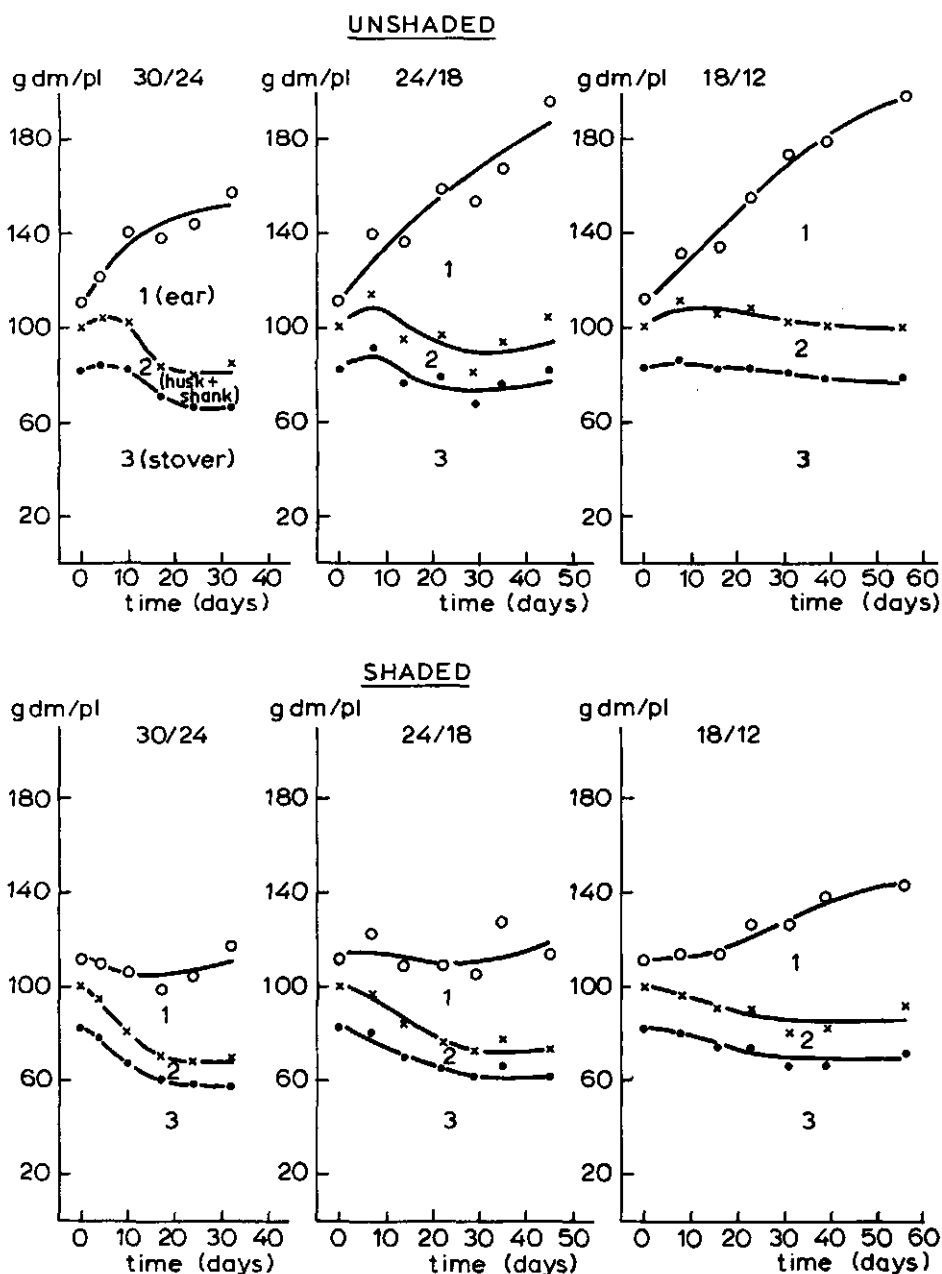 UNSHADED
g dm/pl 30/24 g dm/pl 24/18 g dm/pl 18/12
180 180 180
140 140 140
1 (ear) 1 1
100 100 100
2 (husk + shank) 2 2
60 60 60
3 (stover) 3 3
20 20 20
0 10 20 30 40 0 10 20 30 40 50 0 10 20 30 40 50 60
time (days) time (days) time (days)
SHADED
g dm/pl 30/24 g dm/pl 24/18 g dm/pl 18/12
180 180 180
140 140 140
100 100 100
1 1 1
2 2 2
60 60 60
3 3 3
20 20 20
0 10 20 30 40 0 10 20 30 40 50 0 10 20 30 40 50 60
time (days) time (days) time (days)